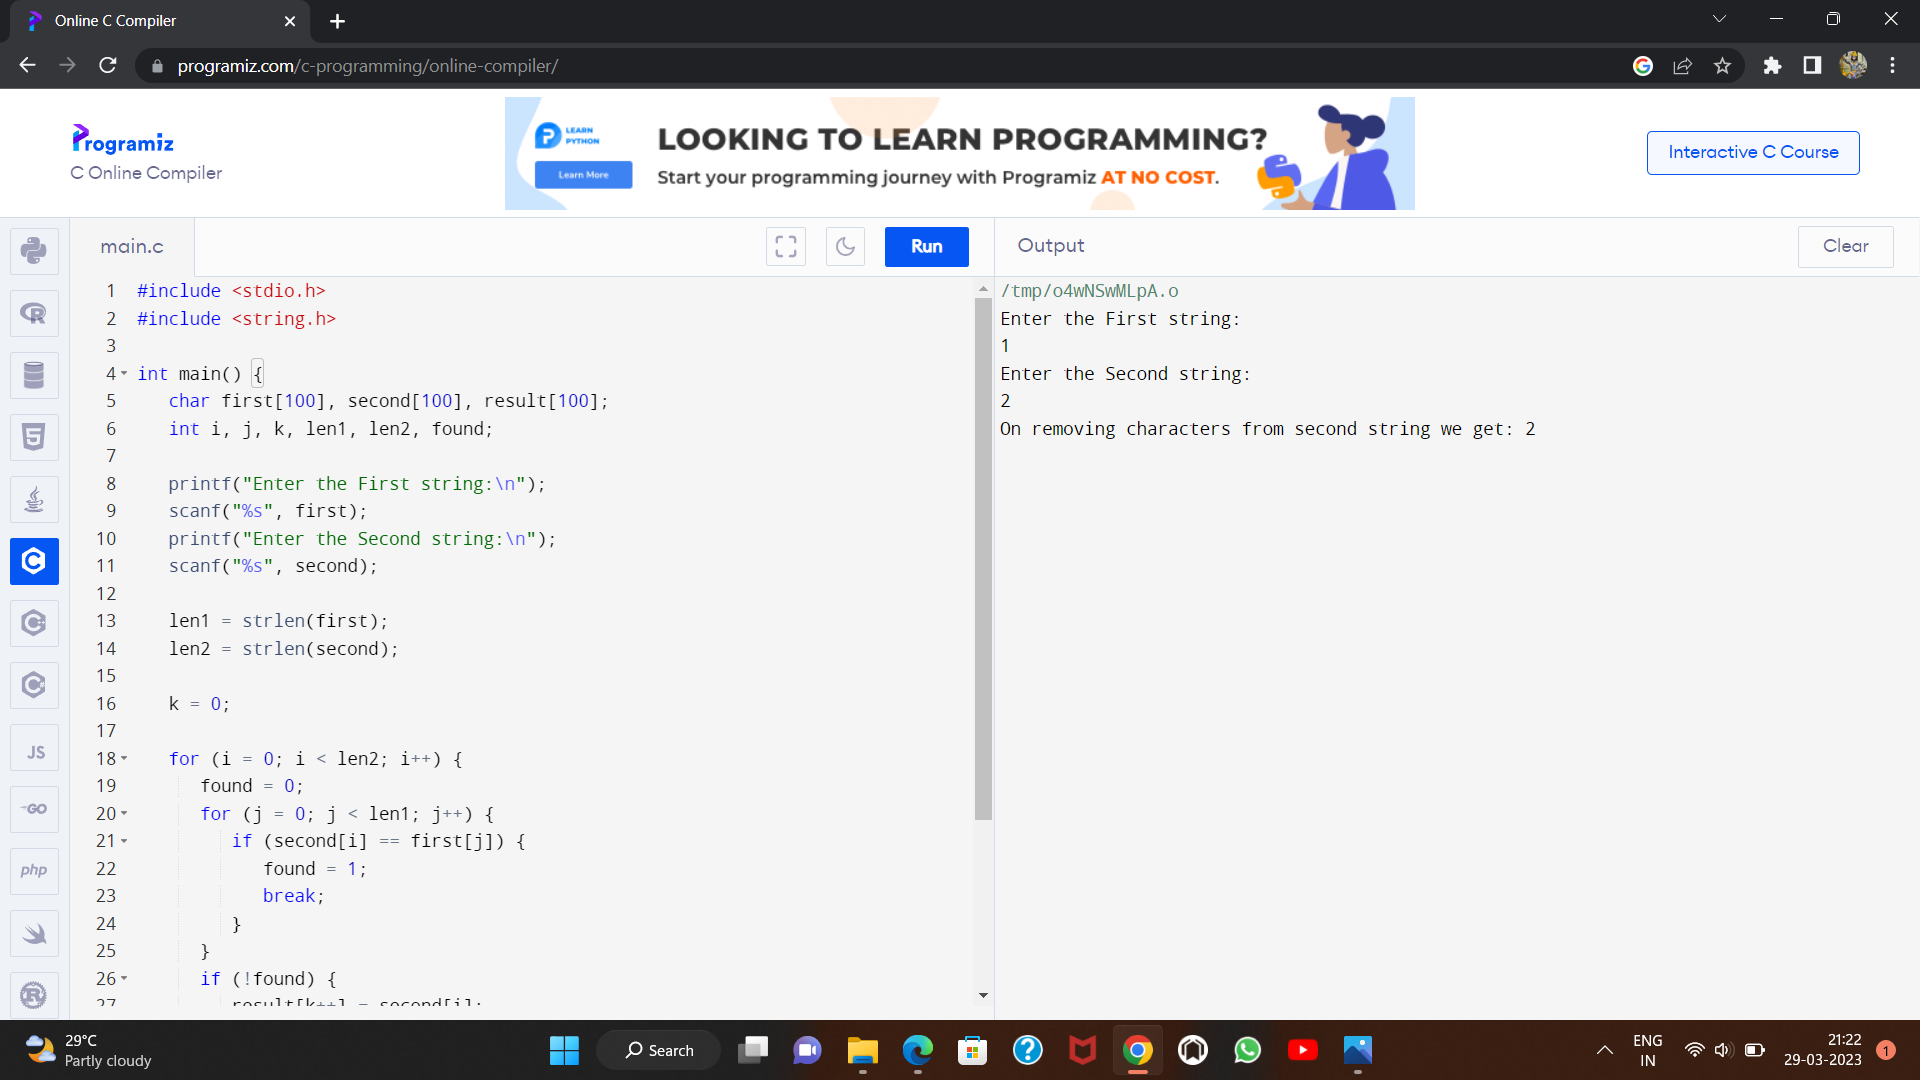 Online C Compiler
programiz.com/c-programming/online-compiler/
Programiz
C Online Compiler
LEARN
PYTHON
Learn More
LOOKING TO LEARN PROGRAMMING?
Start your programming journey with Programiz AT NO COST.
Interactive C Course
main.c
Run
Output
Clear
1 #include <stdio.h>
2 #include <string.h>
3
4 int main() {
5 char first[100], second[100], result[100];
6 int i, j, k, len1, len2, found;
7
8 printf("Enter the First string:\n");
9 scanf("%s", first);
10 printf("Enter the Second string:\n");
11 scanf("%s", second);
12
13 len1 = strlen(first);
14 len2 = strlen(second);
15
16 k = 0;
17
18 for (i = 0; i < len2; i++) {
19 found = 0;
20 for (j = 0; j < len1; j++) {
21 if (second[i] == first[j]) {
22 found = 1;
23 break;
24 }
25 }
26 if (!found) {
27 result[k++] = second[i];
/tmp/o4wNSwMLpA.o
Enter the First string:
1
Enter the Second string:
2
On removing characters from second string we get: 2
JS
GO
php
29°C
Partly cloudy
Search
ENG
IN
21:22
29-03-2023
1